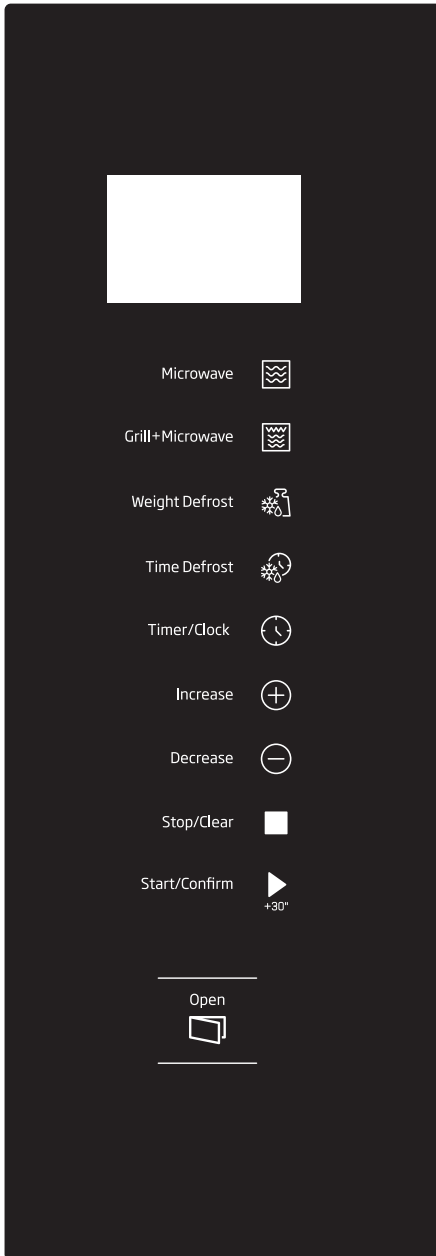 Microwave
Grill+Microwave
Weight Defrost
Time Defrost
Timer/Clock
Increase
Decrease
Stop/Clear
Start/Confirm
+30"
Open